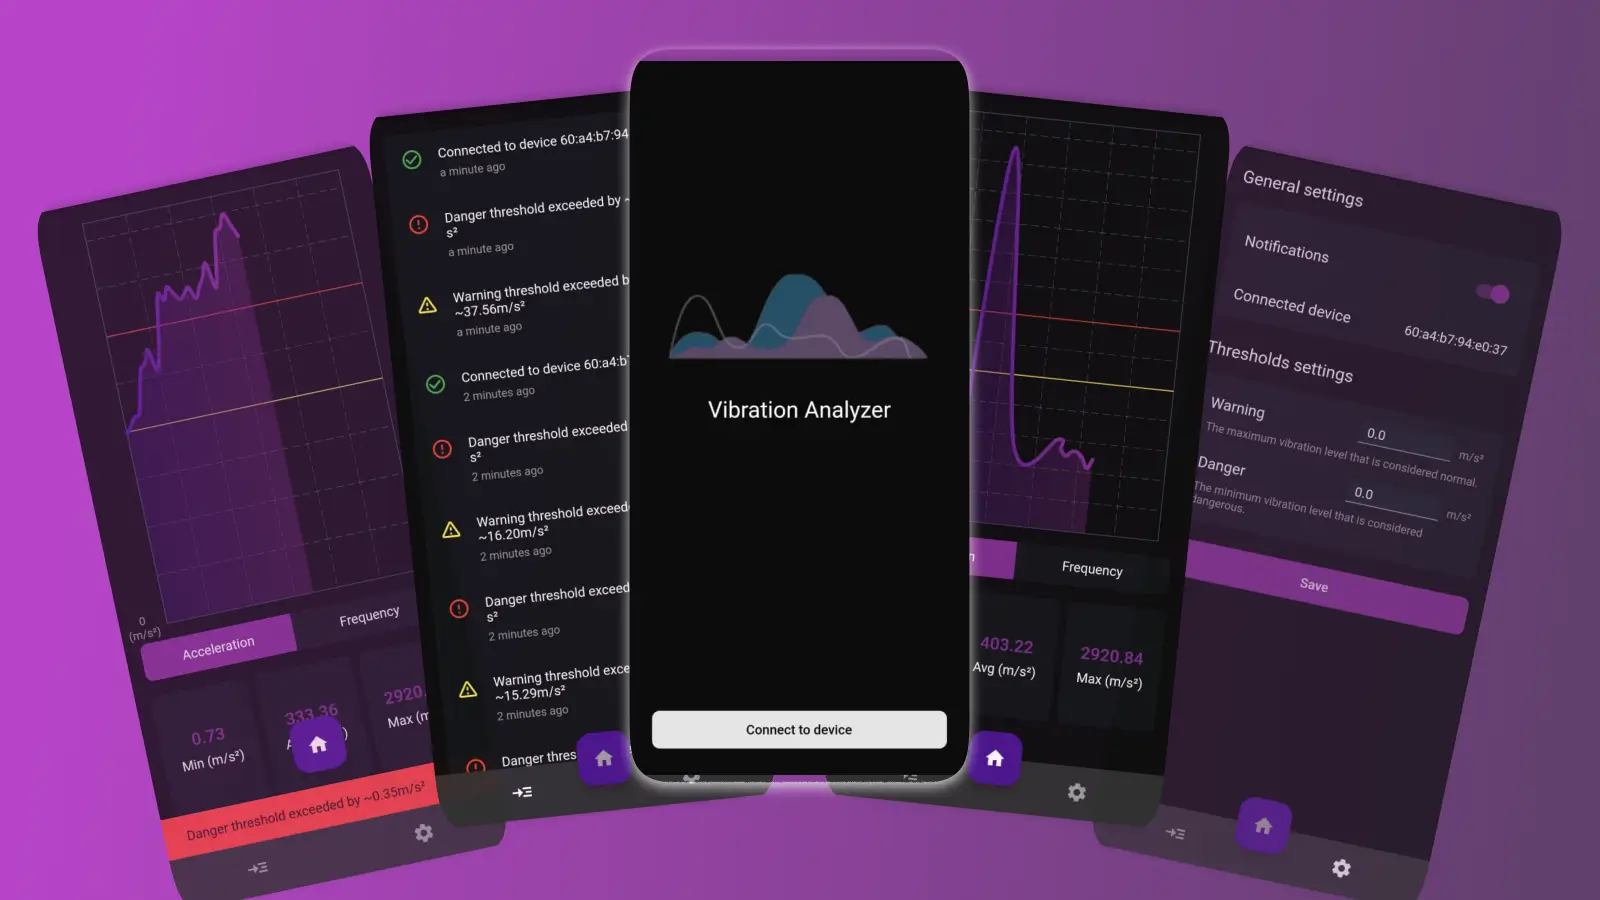 0
(m/s²)
Acceleration
Frequency
0.73
Min (m/s²)
333.36
2920.
Max (m
Danger threshold exceeded by ~0.35m/s²
Connected to device 60:a4:b7:94
a minute ago
Danger threshold exceeded by ~
s²
a minute ago
Warning threshold exceeded b
~37.56m/s²
a minute ago
Connected to device 60:a4:b7
2 minutes ago
Danger threshold exceeded
s²
2 minutes ago
Warning threshold exceed
~16.20m/s²
2 minutes ago
Danger threshold exceed
s²
2 minutes ago
Warning threshold exce
~15.29m/s²
2 minutes ago
Danger thres
Vibration Analyzer
Connect to device
n
Frequency
403.22
Avg (m/s²)
2920.84
Max (m/s²)
General settings
Notifications
Connected device
60:a4:b7:94:e0:37
Thresholds settings
Warning
0.0
m/s²
The maximum vibration level that is considered normal.
Danger
0.0
m/s²
The minimum vibration level that is considered
dangerous.
Save